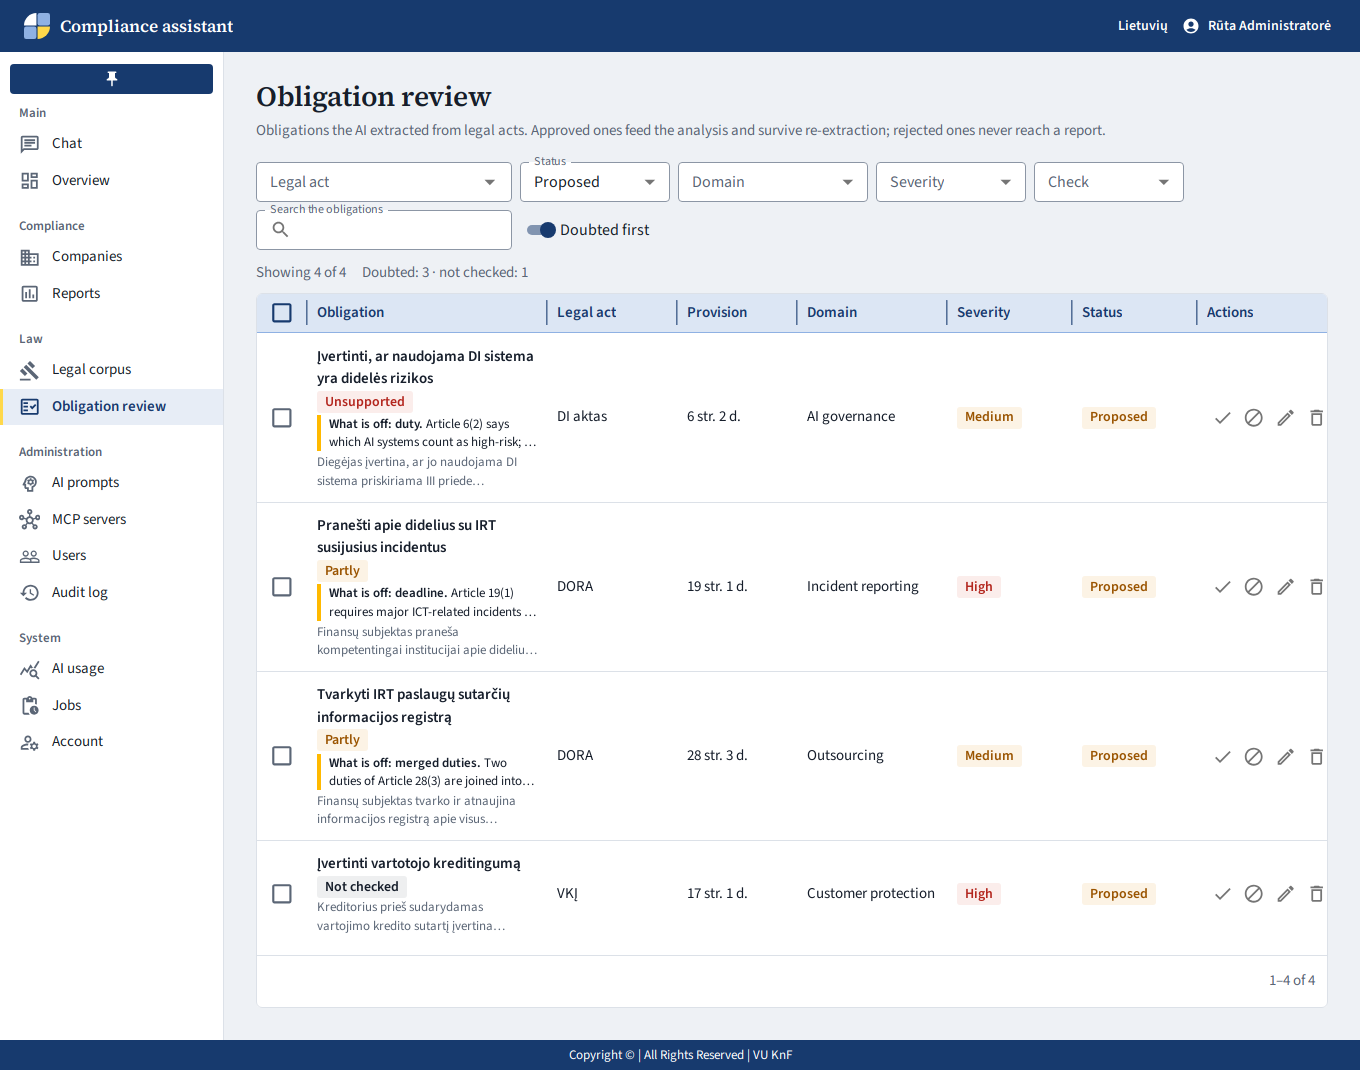 Compliance assistant
Lietuvių
Rūta Administratorė
Main
Chat
Overview
Compliance
Companies
Reports
Law
Legal corpus
Obligation review
Administration
AI prompts
MCP servers
Users
Audit log
System
AI usage
Jobs
Account
Obligation review
Obligations the AI extracted from legal acts. Approved ones feed the analysis and survive re-extraction; rejected ones never reach a report.
Legal act
Status
Proposed
Domain
Severity
Check
Search the obligations
Doubted first
Showing 4 of 4 Doubted: 3 · not checked: 1
Obligation Legal act Provision Domain Severity Status Actions
Įvertinti, ar naudojama DI sistema
yra didelės rizikos
Unsupported
What is off: duty. Article 6(2) says
which AI systems count as high-risk; …
Diegėjas įvertina, ar jo naudojama DI
sistema priskiriama III priede…
DI aktas
6 str. 2 d.
AI governance
Medium
Proposed
Pranešti apie didelius su IRT
susijusius incidentus
Partly
What is off: deadline. Article 19(1)
requires major ICT-related incidents …
Finansų subjektas praneša
kompetentingai institucijai apie dideliu…
DORA
19 str. 1 d.
Incident reporting
High
Proposed
Tvarkyti IRT paslaugų sutarčių
informacijos registrą
Partly
What is off: merged duties. Two
duties of Article 28(3) are joined into…
Finansų subjektas tvarko ir atnaujina
informacijos registrą apie visus…
DORA
28 str. 3 d.
Outsourcing
Medium
Proposed
Įvertinti vartotojo kreditingumą
Not checked
Kreditorius prieš sudarydamas
vartojimo kredito sutartį įvertina…
VKĮ
17 str. 1 d.
Customer protection
High
Proposed
1–4 of 4
Copyright © | All Rights Reserved | VU KnF